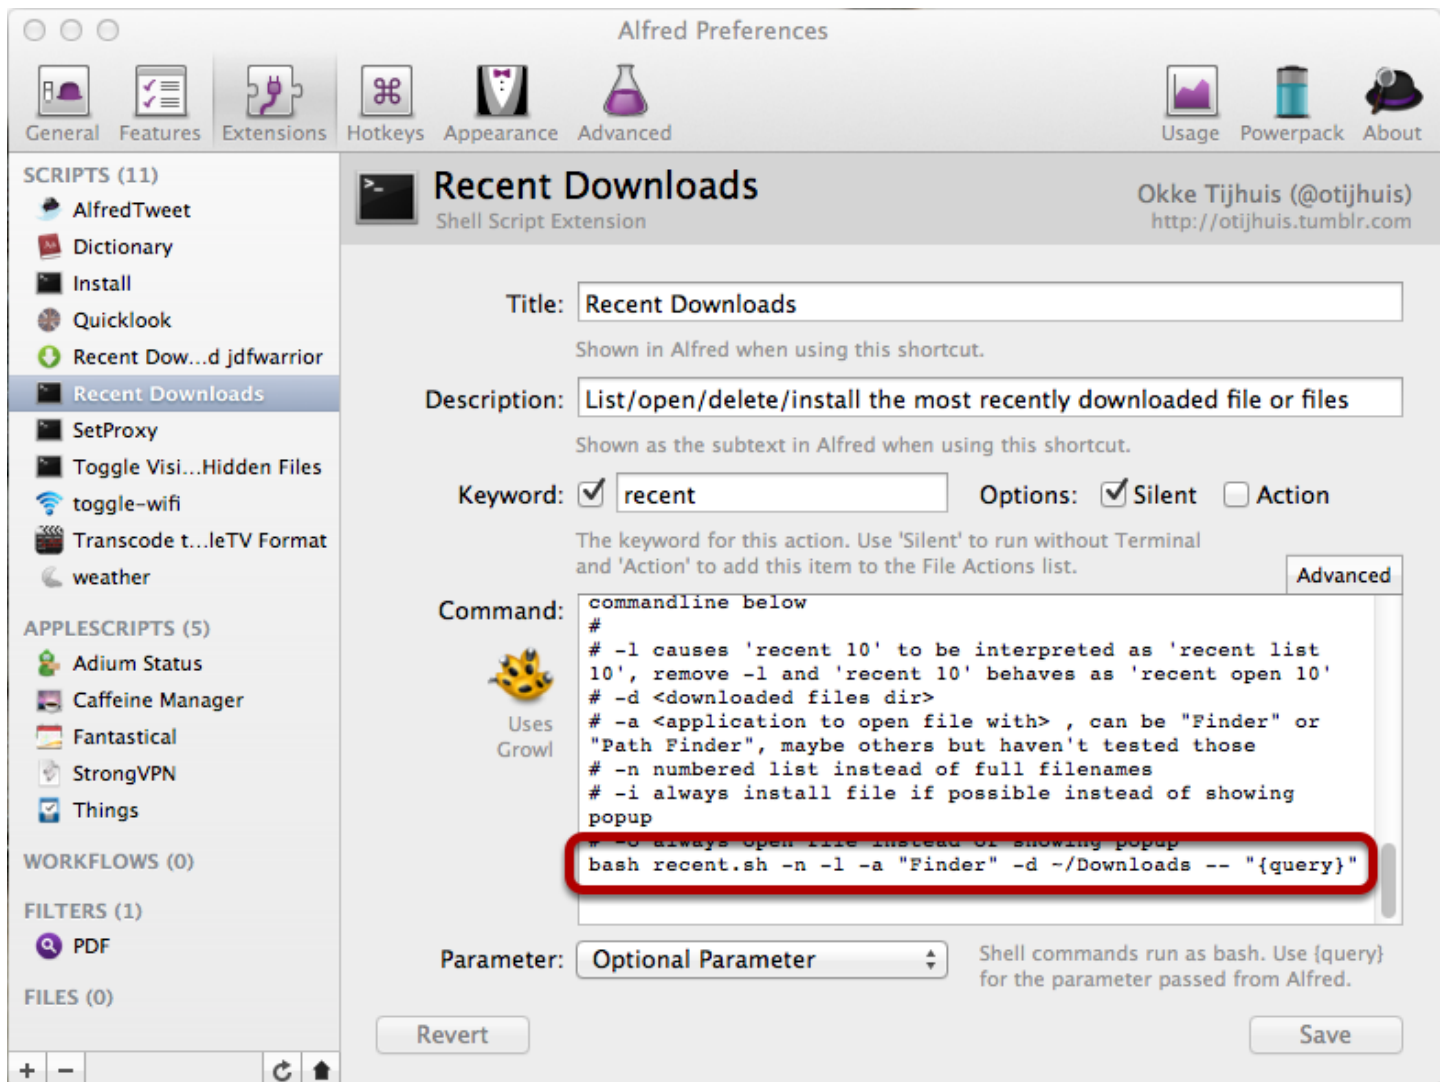 Alfred Preferences
General Features Extensions Hotkeys Appearance Advanced Usage Powerpack About
SCRIPTS (11)
AlfredTweet
Dictionary
Install
Quicklook
Recent Dow...d jdfwarrior
Recent Downloads
SetProxy
Toggle Visi...Hidden Files
toggle-wifi
Transcode t...leTV Format
weather
APPLESCRIPTS (5)
Adium Status
Caffeine Manager
Fantastical
StrongVPN
Things
WORKFLOWS (0)
FILTERS (1)
PDF
FILES (0)
Recent Downloads
Shell Script Extension
Okke Tijhuis (@otijhuis)
http://otijhuis.tumblr.com
Title: Recent Downloads
Shown in Alfred when using this shortcut.
Description: List/open/delete/install the most recently downloaded file or files
Shown as the subtext in Alfred when using this shortcut.
Keyword: recent Options: Silent Action
The keyword for this action. Use 'Silent' to run without Terminal
and 'Action' to add this item to the File Actions list.
Advanced
Command:
Uses
Growl
commandline below
#
# -l causes 'recent 10' to be interpreted as 'recent list
10', remove -l and 'recent 10' behaves as 'recent open 10'
# -d <downloaded files dir>
# -a <application to open file with> , can be "Finder" or
"Path Finder", maybe others but haven't tested those
# -n numbered list instead of full filenames
# -i always install file if possible instead of showing
popup
# -o always open file instead of showing popup
bash recent.sh -n -l -a "Finder" -d ~/Downloads -- "{query}"
Parameter: Optional Parameter
Shell commands run as bash. Use {query}
for the parameter passed from Alfred.
Revert Save